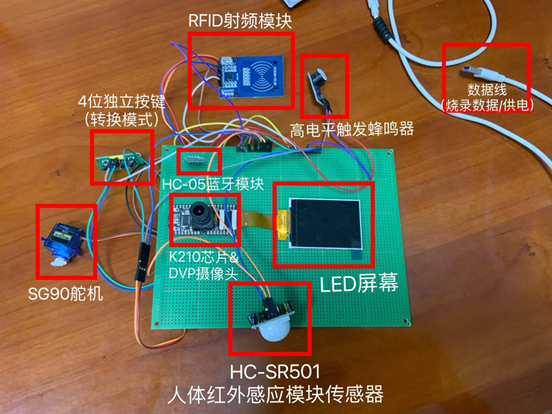 RFID射频模块
数据线
(烧录数据/供电)
4位独立按键
(转换模式)
高电平触发蜂鸣器
HC-05蓝牙模块
K210芯片&
DVP摄像头
LED屏幕
SG90舵机
HC-SR501
人体红外感应模块传感器